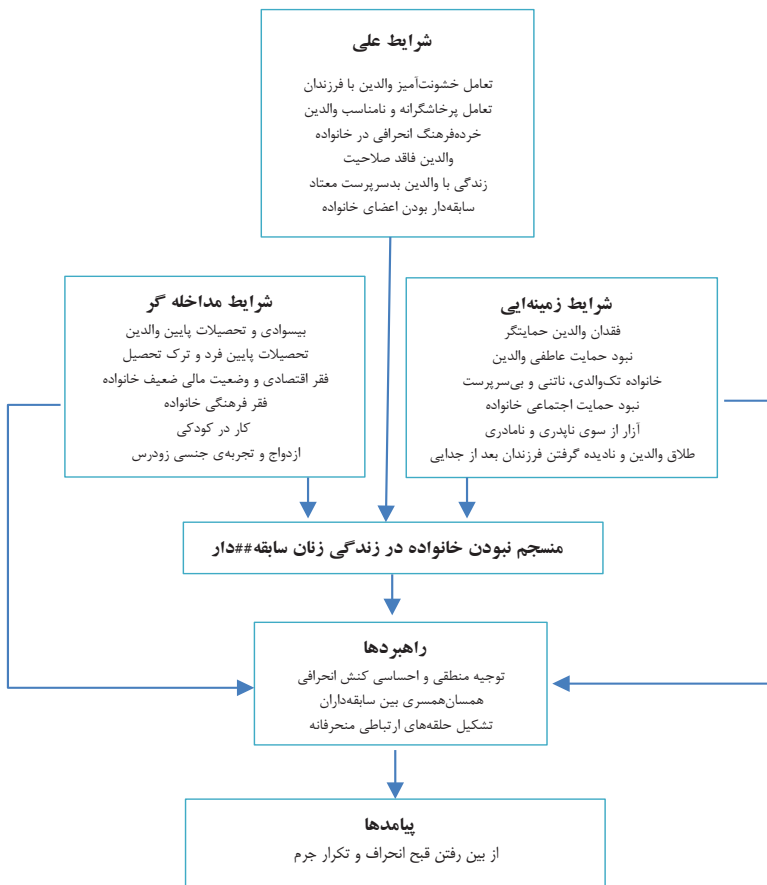 شرایط علی
تعامل خشونت‌آمیز والدین با فرزندان
تعامل پرخاشگرانه و نامناسب والدین
خرده‌فرهنگ انحرافی در خانواده
والدین فاقد صلاحیت
زندگی با والدین بدسرپرست معتاد
سابقه‌دار بودن اعضای خانواده
شرایط زمینه‌ایی
فقدان والدین حمایتگر
نبود حمایت عاطفی والدین
خانواده تک‌والدی، ناتنی و بی‌سرپرست
نبود حمایت اجتماعی خانواده
آزار از سوی ناپدری و نامادری
طلاق والدین و نادیده گرفتن فرزندان بعد از جدایی
شرایط مداخله گر
بیسوادی و تحصیلات پایین والدین
تحصیلات پایین فرد و ترک تحصیل
فقر اقتصادی و وضعیت مالی ضعیف خانواده
فقر فرهنگی خانواده
کار در کودکی
ازدواج و تجربه‌ی جنسی زودرس
منسجم نبودن خانواده در زندگی زنان سابقه##دار
راهبردها
توجیه منطقی و احساسی کنش انحرافی
همسان‌همسری بین سابقه‌داران
تشکیل حلقه‌های ارتباطی منحرفانه
پیامدها
از بین رفتن قبح انحراف و تکرار جرم